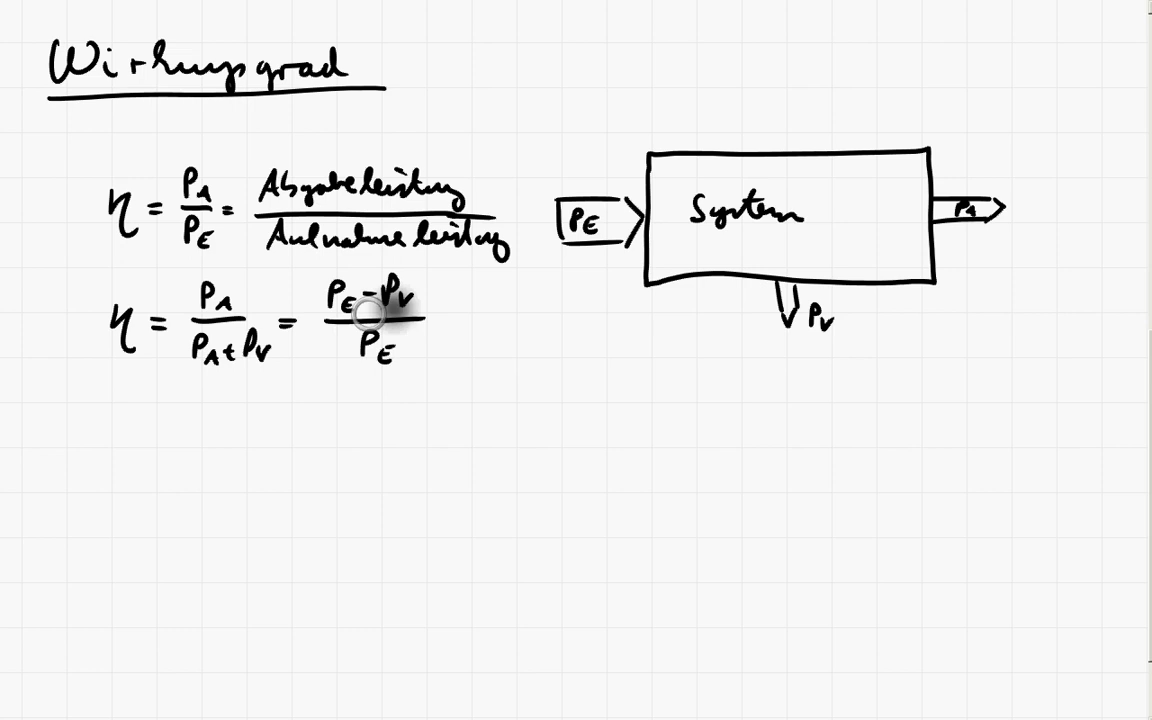 Wirkungsgrad
η = P_A / P_E = Abgabeleistung / Aufnahmeleistung
η = P_A / (P_A + P_V) = (P_E - P_V) / P_E
P_E
System
P_A
P_V